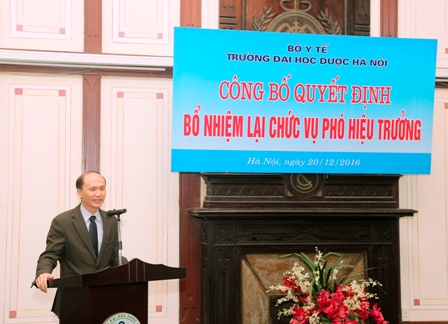 BỘ Y TẾ
TRƯỜNG ĐẠI HỌC DƯỢC HÀ NỘI
CÔNG BỐ QUYẾT ĐỊNH
BỔ NHIỆM LẠI CHỨC VỤ PHÓ HIỆU TRƯỞNG
Hà Nội, ngày 20/12/2016